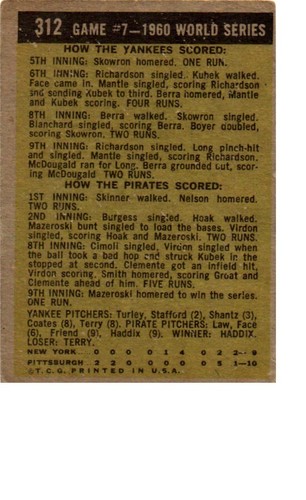 312 GAME #7—1960 WORLD SERIES
HOW THE YANKEES SCORED:
5TH INNING: Skowron homered. ONE RUN.
6TH INNING: Richardson singled. Kubek walked.
Face came in. Mantle singled, scoring Richardson
and sending Kubek to third. Berra homered, Mantle
and Kubek scoring. FOUR RUNS.
8TH INNING: Berra walked. Skowron singled.
Blanchard singled, scoring Berra. Boyer doubled,
scoring Skowron. TWO RUNS.
9TH INNING: Richardson singled. Long pinch-hit
and singled. Mantle singled, scoring Richardson.
McDougald ran for Long. Berra grounded out, scor-
ing McDougald TWO RUNS.
HOW THE PIRATES SCORED:
1ST INNING: Skinner walked. Nelson homered.
TWO RUNS.
2ND INNING: Burgess singled. Hoak walked.
Mazeroski bunt singled to load the bases. Virdon
singled, scoring Hoak and Mazeroski. TWO RUNS.
8TH INNING: Cimoli singled. Virdon singled when
the ball took a bad hop and struck Kubek in the
Groat singled, scoring Cimoli. Skinner
stopped at second. Clemente got an infield hit,
Virdon scoring. Smith homered, scoring Groat and
Clemente ahead of him. FIVE RUNS.
9TH INNING: Mazeroski homered to win the series.
ONE RUN.
YANKEE PITCHERS: Turley, Stafford (2), Shantz (3),
Coates (8), Terry (8). PIRATE PITCHERS: Law, Face
(6), Friend (9), Haddix (9). WINNER: HADDIX.
LOSER: TERRY.
NEW YORK 0 0 0 0 1 4 0 2 2—9
PITTSBURGH 2 2 0 0 0 0 0 5 1—10
©T.C.G. PRINTED IN U.S.A.